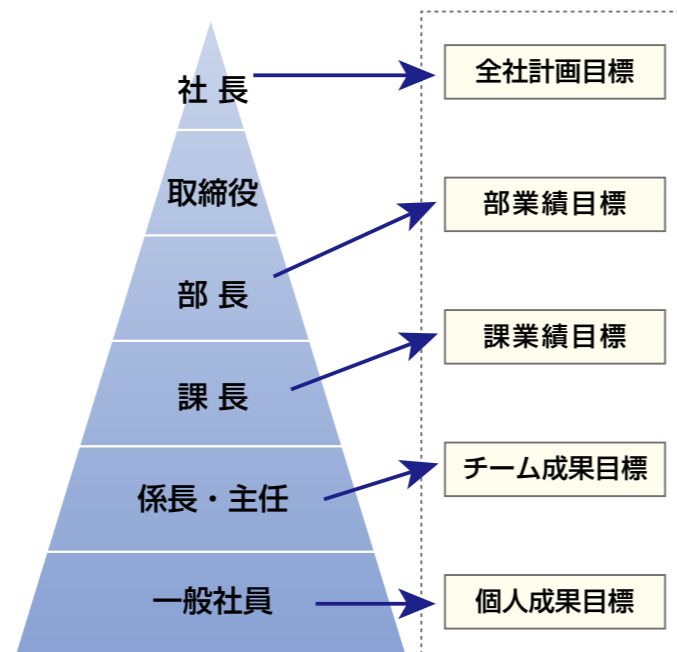 社長
全社計画目標
取締役
部業績目標
部長
課業績目標
課長
チーム成果目標
係長・主任
個人成果目標
一般社員